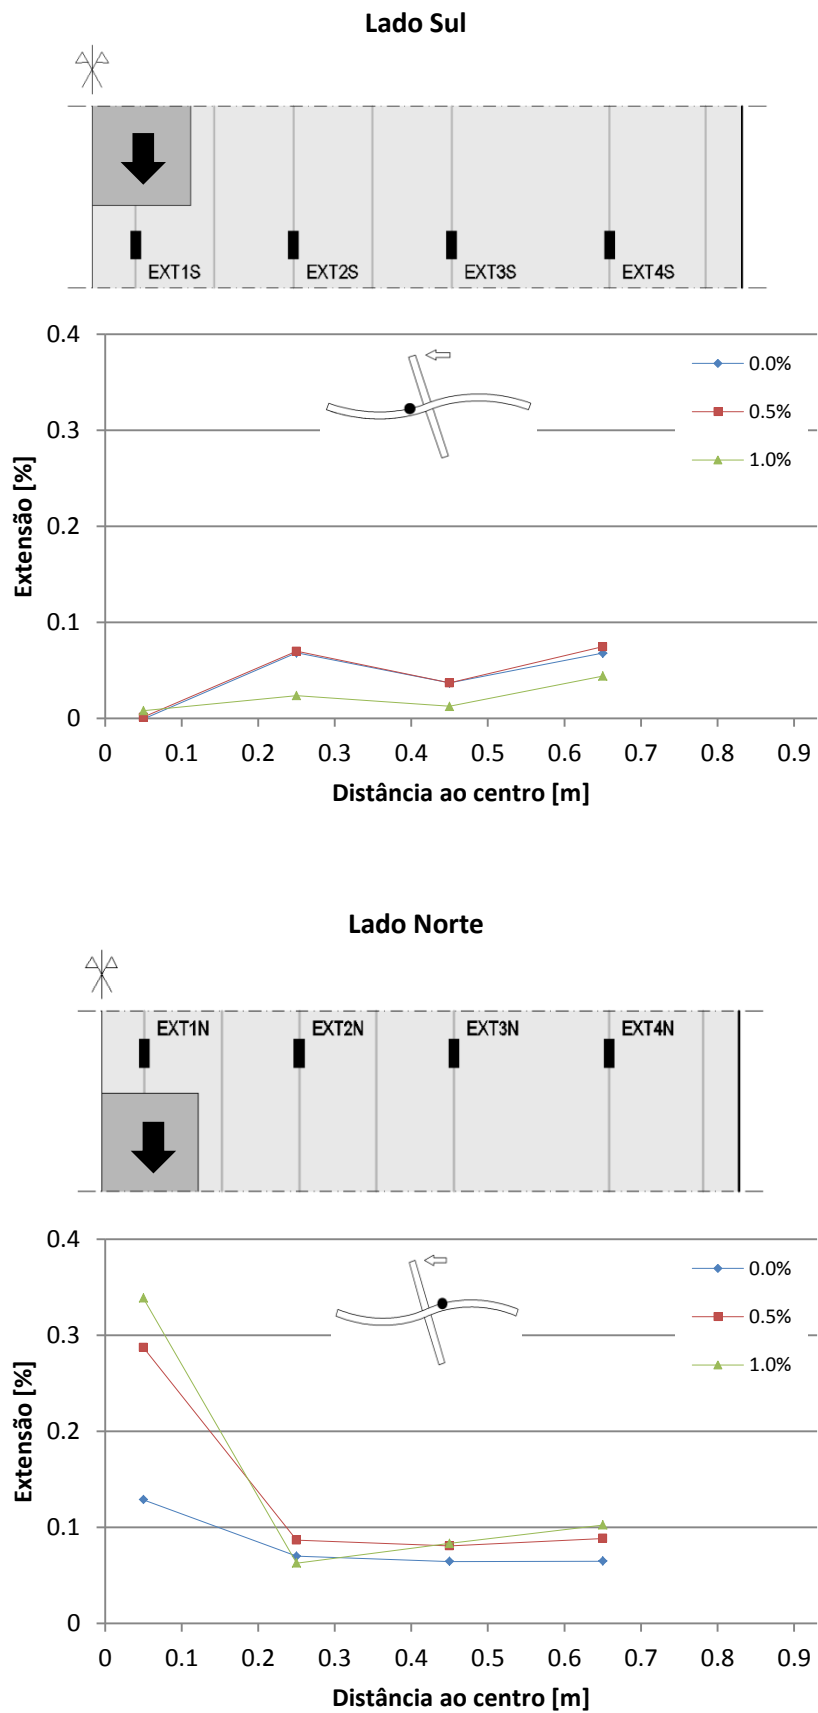 Lado Sul
EXT1S EXT2S EXT3S EXT4S
0.4
0.3
0.2
0.1
0
Extensão [%]
0.0%
0.5%
1.0%
0 0.1 0.2 0.3 0.4 0.5 0.6 0.7 0.8 0.9
Distância ao centro [m]
Lado Norte
EXT1N EXT2N EXT3N EXT4N
0.4
0.3
0.2
0.1
0
Extensão [%]
0.0%
0.5%
1.0%
0 0.1 0.2 0.3 0.4 0.5 0.6 0.7 0.8 0.9
Distância ao centro [m]